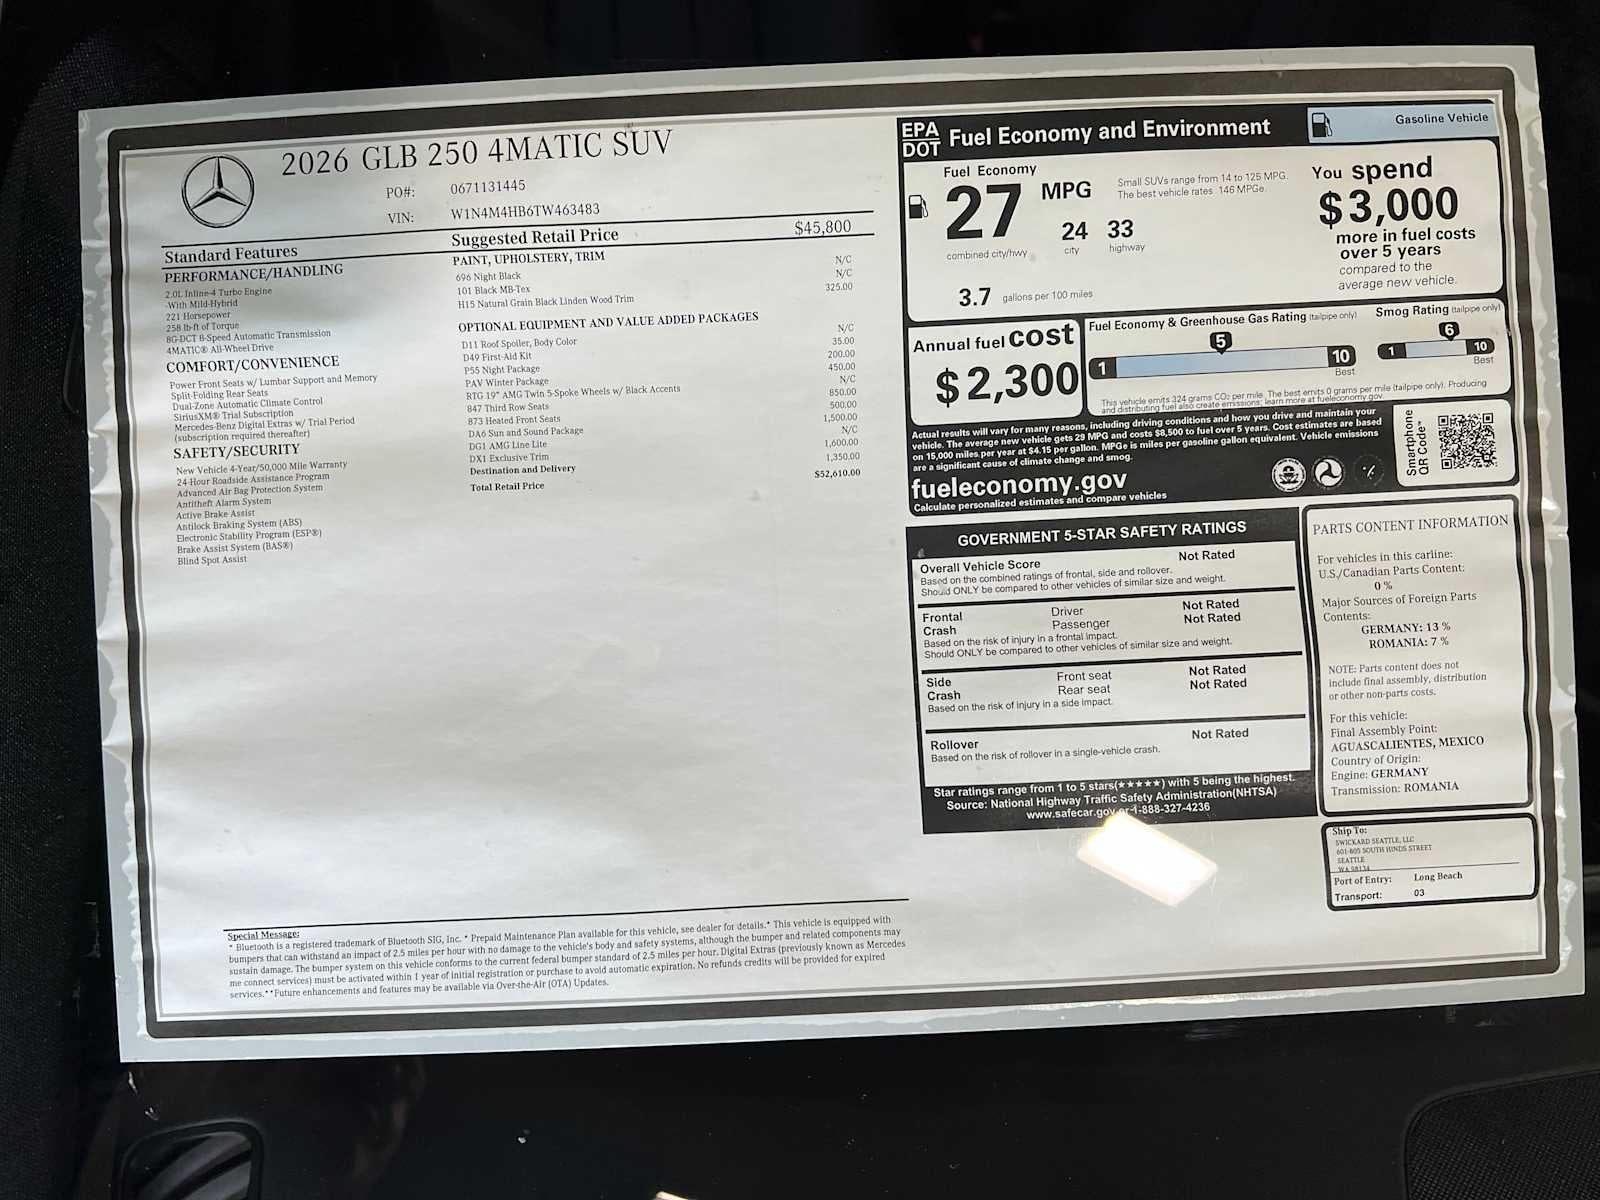 2026 GLB 250 4MATIC SUV
PO#: 0671131445
VIN: W1N4M4HB6TW463483
Standard Features
PERFORMANCE/HANDLING
2.0L Inline-4 Turbo Engine
-With Mild-Hybrid
221 Horsepower
258 lb-ft of Torque
8G-DCT 8-Speed Automatic Transmission
4MATIC® All-Wheel Drive
COMFORT/CONVENIENCE
Power Front Seats w/ Lumbar Support and Memory
Split-Folding Rear Seats
Dual-Zone Automatic Climate Control
SiriusXM® Trial Subscription
Mercedes-Benz Digital Extras w/ Trial Period
(subscription required thereafter)
SAFETY/SECURITY
New Vehicle 4-Year/50,000 Mile Warranty
24-Hour Roadside Assistance Program
Advanced Air Bag Protection System
Antitheft Alarm System
Active Brake Assist
Antilock Braking System (ABS)
Electronic Stability Program (ESP®)
Brake Assist System (BAS®)
Blind Spot Assist
Suggested Retail Price $45,800
PAINT, UPHOLSTERY, TRIM
696 Night Black N/C
101 Black MB-Tex N/C
H15 Natural Grain Black Linden Wood Trim 325.00
OPTIONAL EQUIPMENT AND VALUE ADDED PACKAGES
D11 Roof Spoiler, Body Color N/C
D49 First-Aid Kit 35.00
P55 Night Package 200.00
PAV Winter Package 450.00
RTG 19" AMG Twin 5-Spoke Wheels w/ Black Accents N/C
847 Third Row Seats 850.00
873 Heated Front Seats 500.00
DA6 Sun and Sound Package 1,500.00
DG1 AMG Line Lite N/C
DX1 Exclusive Trim 1,600.00
Destination and Delivery 1,350.00
Total Retail Price $52,610.00
Special Message:
* Bluetooth is a registered trademark of Bluetooth SIG, Inc. * Prepaid Maintenance Plan available for this vehicle, see dealer for details.* This vehicle is equipped with
bumpers that can withstand an impact of 2.5 miles per hour with no damage to the vehicle's body and safety systems, although the bumper and related components may
sustain damage. The bumper system on this vehicle conforms to the current federal bumper standard of 2.5 miles per hour. Digital Extras (previously known as Mercedes
me connect services) must be activated within 1 year of initial registration or purchase to avoid automatic expiration. No refunds credits will be provided for expired
services.**Future enhancements and features may be available via Over-the-Air (OTA) Updates.
EPA
DOT
Fuel Economy and Environment
Gasoline Vehicle
Fuel Economy
27 MPG
combined city/hwy
24 city
33 highway
3.7 gallons per 100 miles
Small SUVs range from 14 to 125 MPG.
The best vehicle rates 146 MPGe.
You spend
$3,000
more in fuel costs
over 5 years
compared to the
average new vehicle.
Annual fuel cost
$2,300
Fuel Economy & Greenhouse Gas Rating (tailpipe only)
1 5 10
Best
Smog Rating (tailpipe only)
1 6 10
Best
This vehicle emits 324 grams CO₂ per mile. The best emits 0 grams per mile (tailpipe only). Producing
and distributing fuel also create emissions; learn more at fueleconomy.gov.
Actual results will vary for many reasons, including driving conditions and how you drive and maintain your
vehicle. The average new vehicle gets 29 MPG and costs $8,500 to fuel over 5 years. Cost estimates are based
on 15,000 miles per year at $4.15 per gallon. MPGe is miles per gasoline gallon equivalent. Vehicle emissions
are a significant cause of climate change and smog.
fueleconomy.gov
Calculate personalized estimates and compare vehicles
Smartphone
QR Code™
GOVERNMENT 5-STAR SAFETY RATINGS
Overall Vehicle Score Not Rated
Based on the combined ratings of frontal, side and rollover.
Should ONLY be compared to other vehicles of similar size and weight.
Frontal Driver Not Rated
Crash Passenger Not Rated
Based on the risk of injury in a frontal impact.
Should ONLY be compared to other vehicles of similar size and weight.
Side Front seat Not Rated
Crash Rear seat Not Rated
Based on the risk of injury in a side impact.
Rollover Not Rated
Based on the risk of rollover in a single-vehicle crash.
Star ratings range from 1 to 5 stars(★★★★★) with 5 being the highest.
Source: National Highway Traffic Safety Administration(NHTSA)
www.safecar.gov or 1-888-327-4236
PARTS CONTENT INFORMATION
For vehicles in this carline:
U.S./Canadian Parts Content:
0 %
Major Sources of Foreign Parts
Contents:
GERMANY: 13 %
ROMANIA: 7 %
NOTE: Parts content does not
include final assembly, distribution
or other non-parts costs.
For this vehicle:
Final Assembly Point:
AGUASCALIENTES, MEXICO
Country of Origin:
Engine: GERMANY
Transmission: ROMANIA
Ship To:
SWICKARD SEATTLE, LLC
601-805 SOUTH HINDS STREET
SEATTLE
WA 98134
Port of Entry: Long Beach
Transport: 03